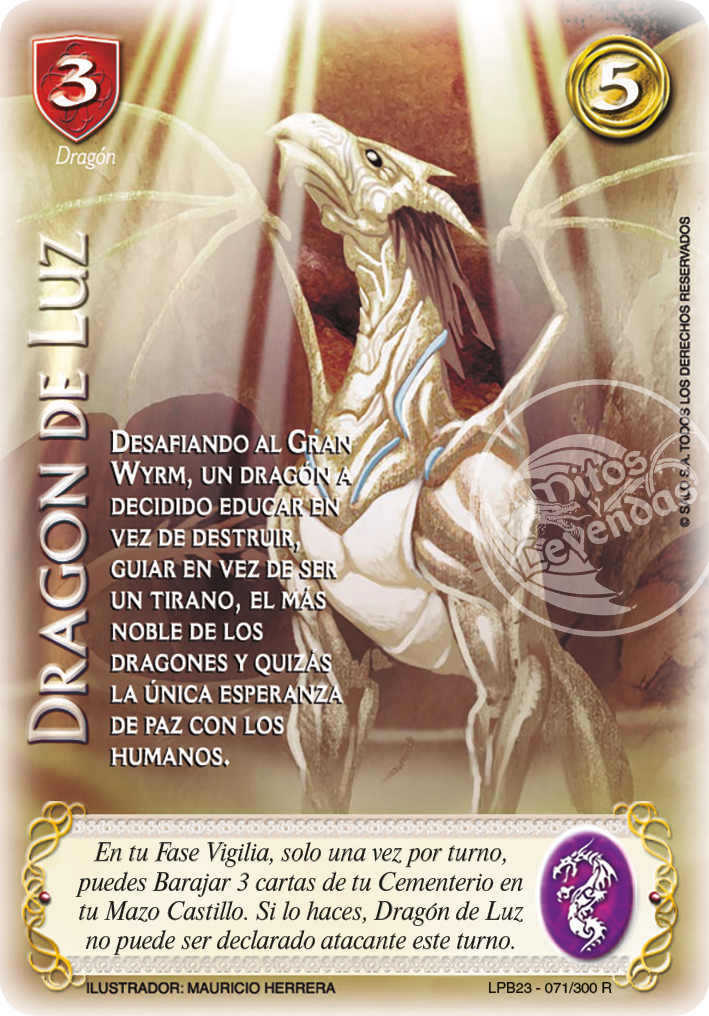 3
5
Dragón
DRAGON DE LUZ
DESAFIANDO AL GRAN
WYRM, UN DRAGÓN A
DECIDIDO EDUCAR EN
VEZ DE DESTRUIR,
GUIAR EN VEZ DE SER
UN TIRANO, EL MÁS
NOBLE DE LOS
DRAGONES Y QUIZÁS
LA ÚNICA ESPERANZA
DE PAZ CON LOS
HUMANOS.
© SALO S.A. TODOS LOS DERECHOS RESERVADOS
Mitos
y
Leyendas
En tu Fase Vigilia, solo una vez por turno,
puedes Barajar 3 cartas de tu Cementerio en
tu Mazo Castillo. Si lo haces, Dragón de Luz
no puede ser declarado atacante este turno.
ILUSTRADOR: MAURICIO HERRERA
LPB23 - 071/300 R